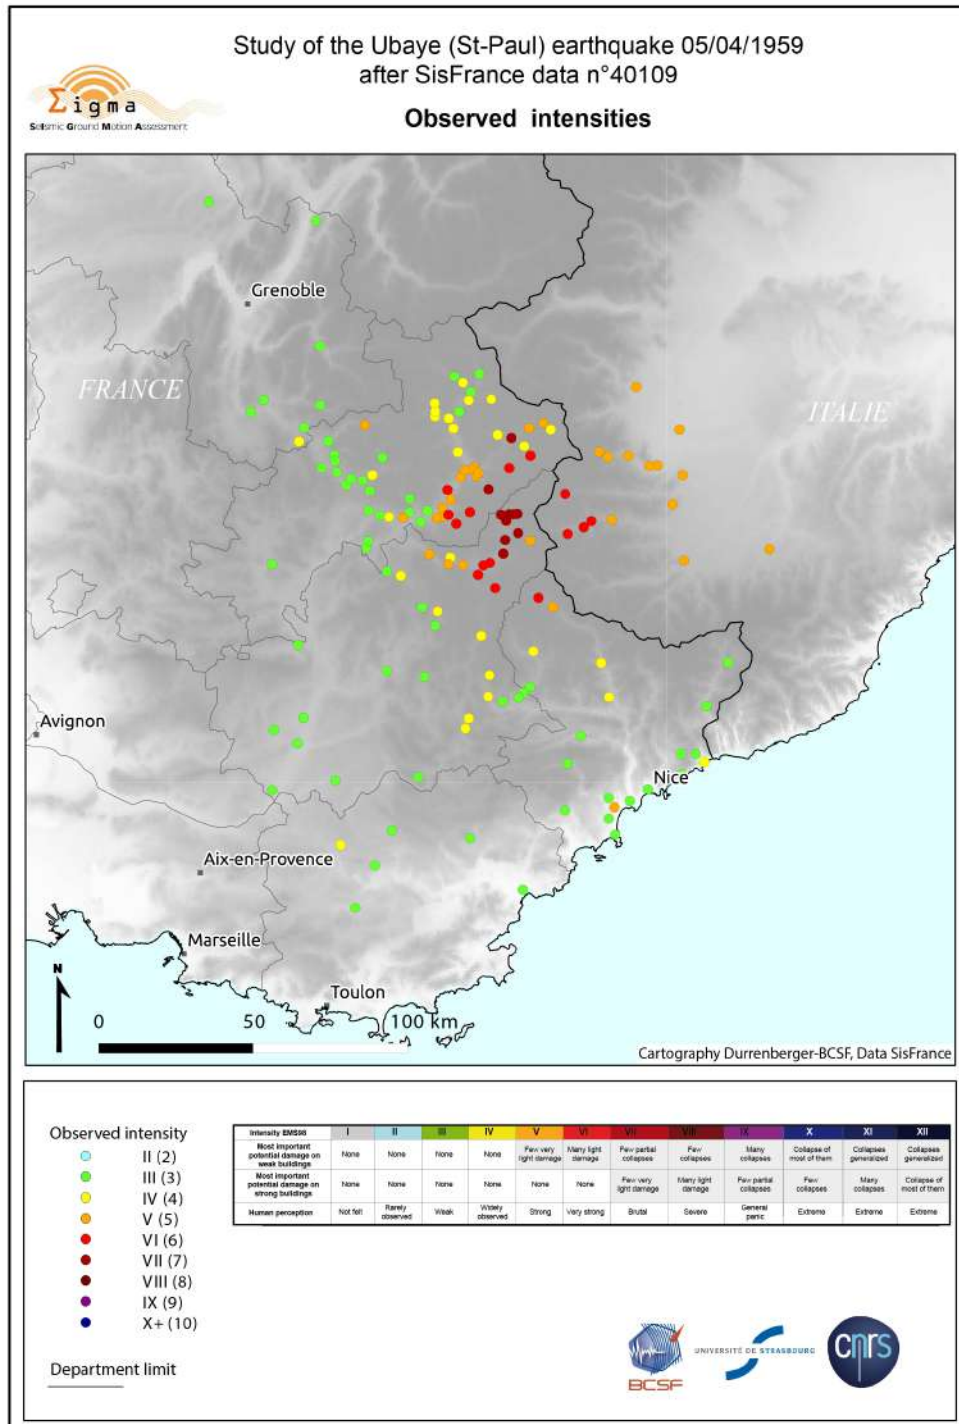 Study of the Ubaye (St-Paul) earthquake 05/04/1959
after SisFrance data n°40109
Observed intensities
Σigma
Seismic Ground Motion Assessment
Grenoble
FRANCE
ITALIE
Avignon
Nice
Aix-en-Provence
Marseille
Toulon
N
0 50 100 km
Cartography Durrenberger-BCSF, Data SisFrance
Observed intensity
II (2)
III (3)
IV (4)
V (5)
VI (6)
VII (7)
VIII (8)
IX (9)
X+ (10)
Department limit
Intensity EMS98 I II III IV V VI VII VIII IX X XI XII
Most important potential damage on weak buildings None None None None Few very light damage Many light damage Few partial collapses Few collapses Many collapses Collapse of most of them Collapses generalized Collapses generalized
Most important potential damage on strong buildings None None None None None None Few very light damage Many light damage Few partial collapses Few collapses Many collapses Collapse of most of them
Human perception Not felt Rarely observed Weak Widely observed Strong Very strong Brutal Severe General panic Extreme Extreme Extreme
BCSF
UNIVERSITÉ DE STRASBOURG
cnrs